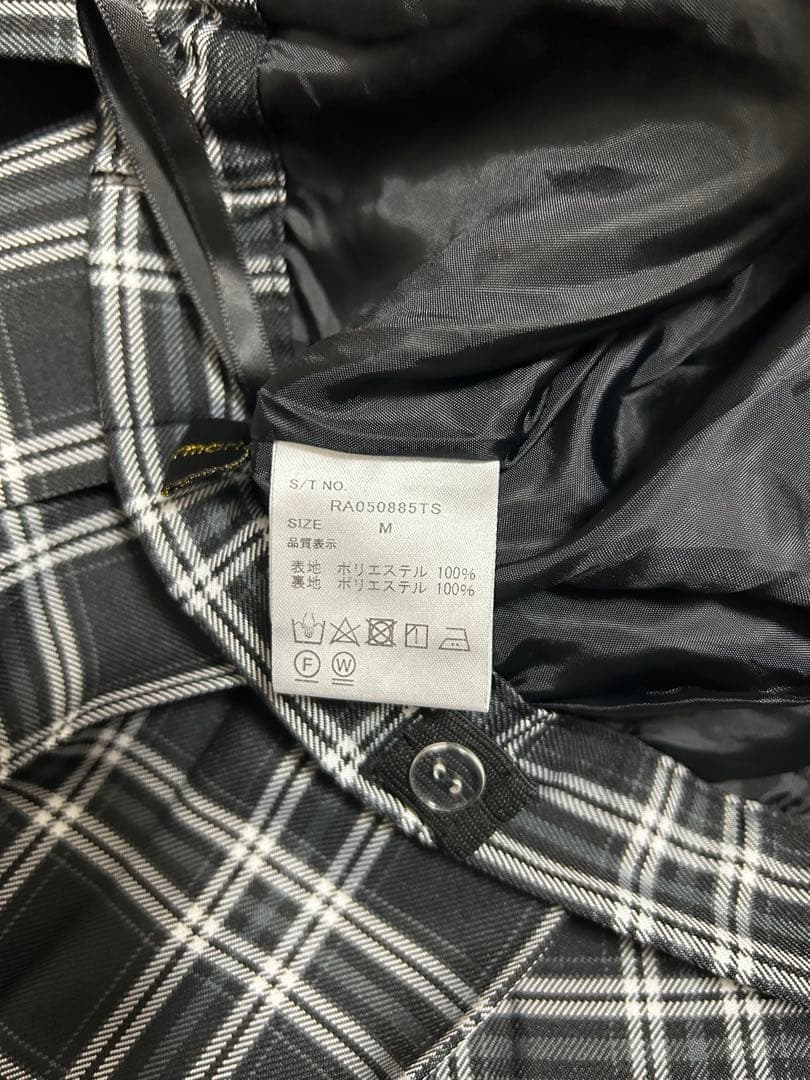 S/T NO.
RA050885TS
SIZE M
品質表示
表地 ポリエステル 100%
裏地 ポリエステル 100%
F W